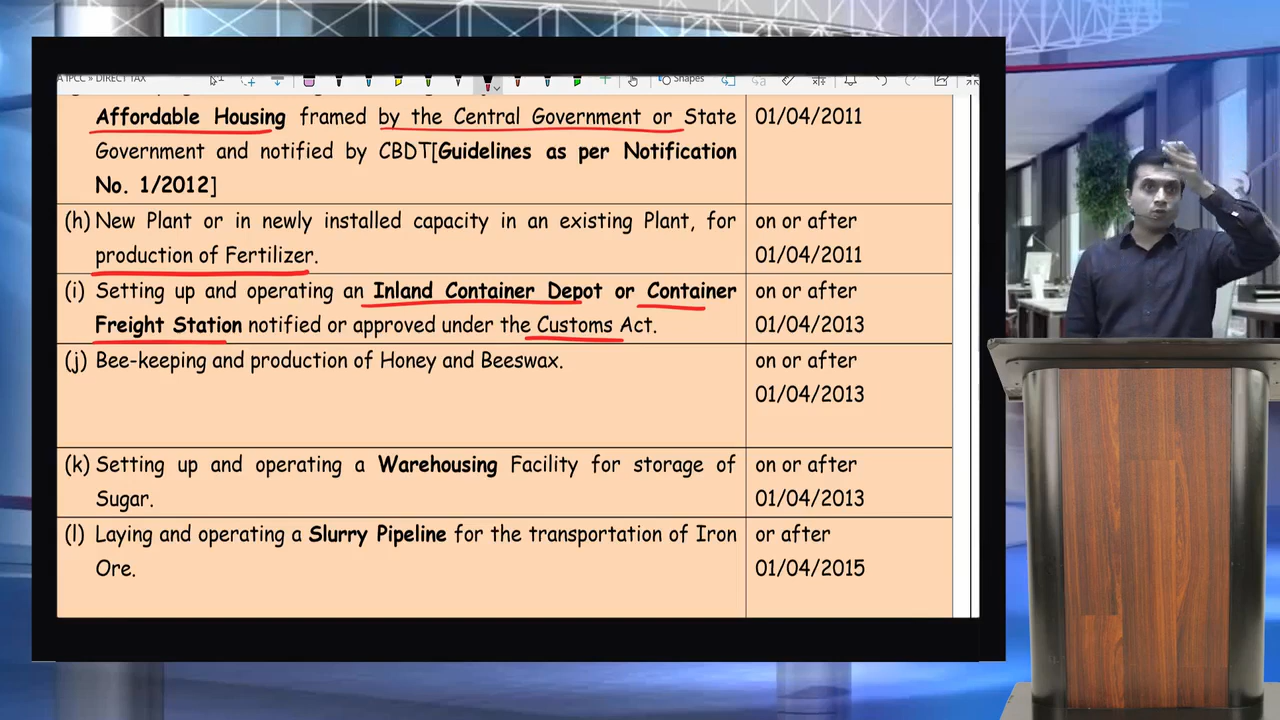 IPCC » DIRECT TAX
Shapes
Affordable Housing framed by the Central Government or State 01/04/2011
Government and notified by CBDT[Guidelines as per Notification
No. 1/2012]
(h) New Plant or in newly installed capacity in an existing Plant, for on or after
production of Fertilizer. 01/04/2011
(i) Setting up and operating an Inland Container Depot or Container on or after
Freight Station notified or approved under the Customs Act. 01/04/2013
(j) Bee-keeping and production of Honey and Beeswax. on or after
01/04/2013
(k) Setting up and operating a Warehousing Facility for storage of on or after
Sugar. 01/04/2013
(l) Laying and operating a Slurry Pipeline for the transportation of Iron or after
Ore. 01/04/2015